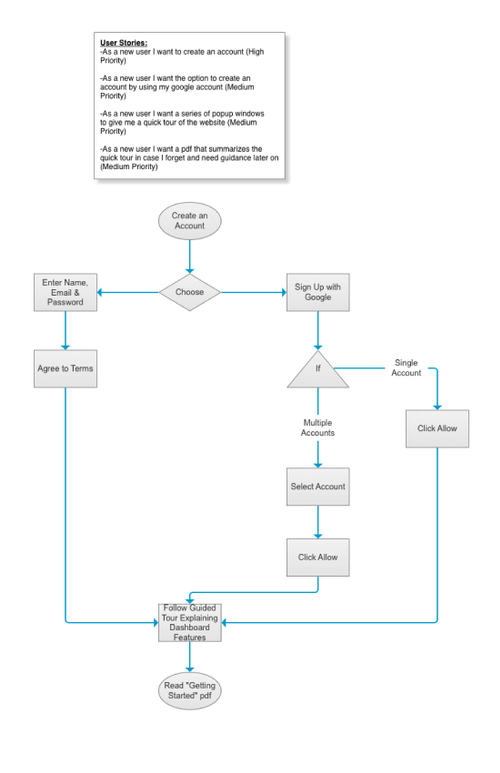 User Stories:
-As a new user I want to create an account (High
Priority)
-As a new user I want the option to create an
account by using my google account (Medium
Priority)
-As a new user I want a series of popup windows
to give me a quick tour of the website (Medium
Priority)
-As a new user I want a pdf that summarizes the
quick tour in case I forget and need guidance later on
(Medium Priority)
Create an
Account
Enter Name,
Email &
Password
Choose
Sign Up with
Google
Agree to Terms
If
Single
Account
Multiple
Accounts
Click Allow
Select Account
Click Allow
Follow Guided
Tour Explaining
Dashboard
Features
Read "Getting
Started" pdf